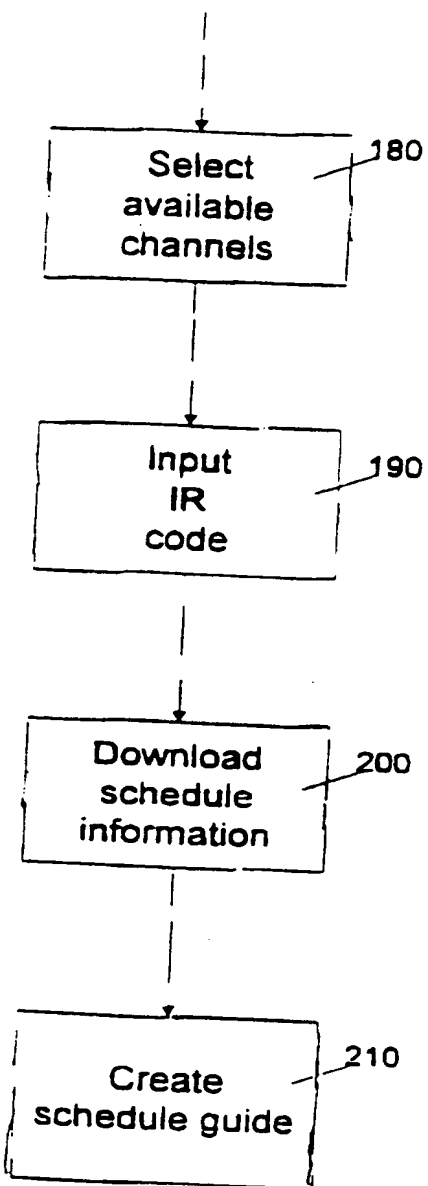 Select
available
channels
180
Input
IR
code
190
Download
schedule
information
200
Create
schedule guide
210